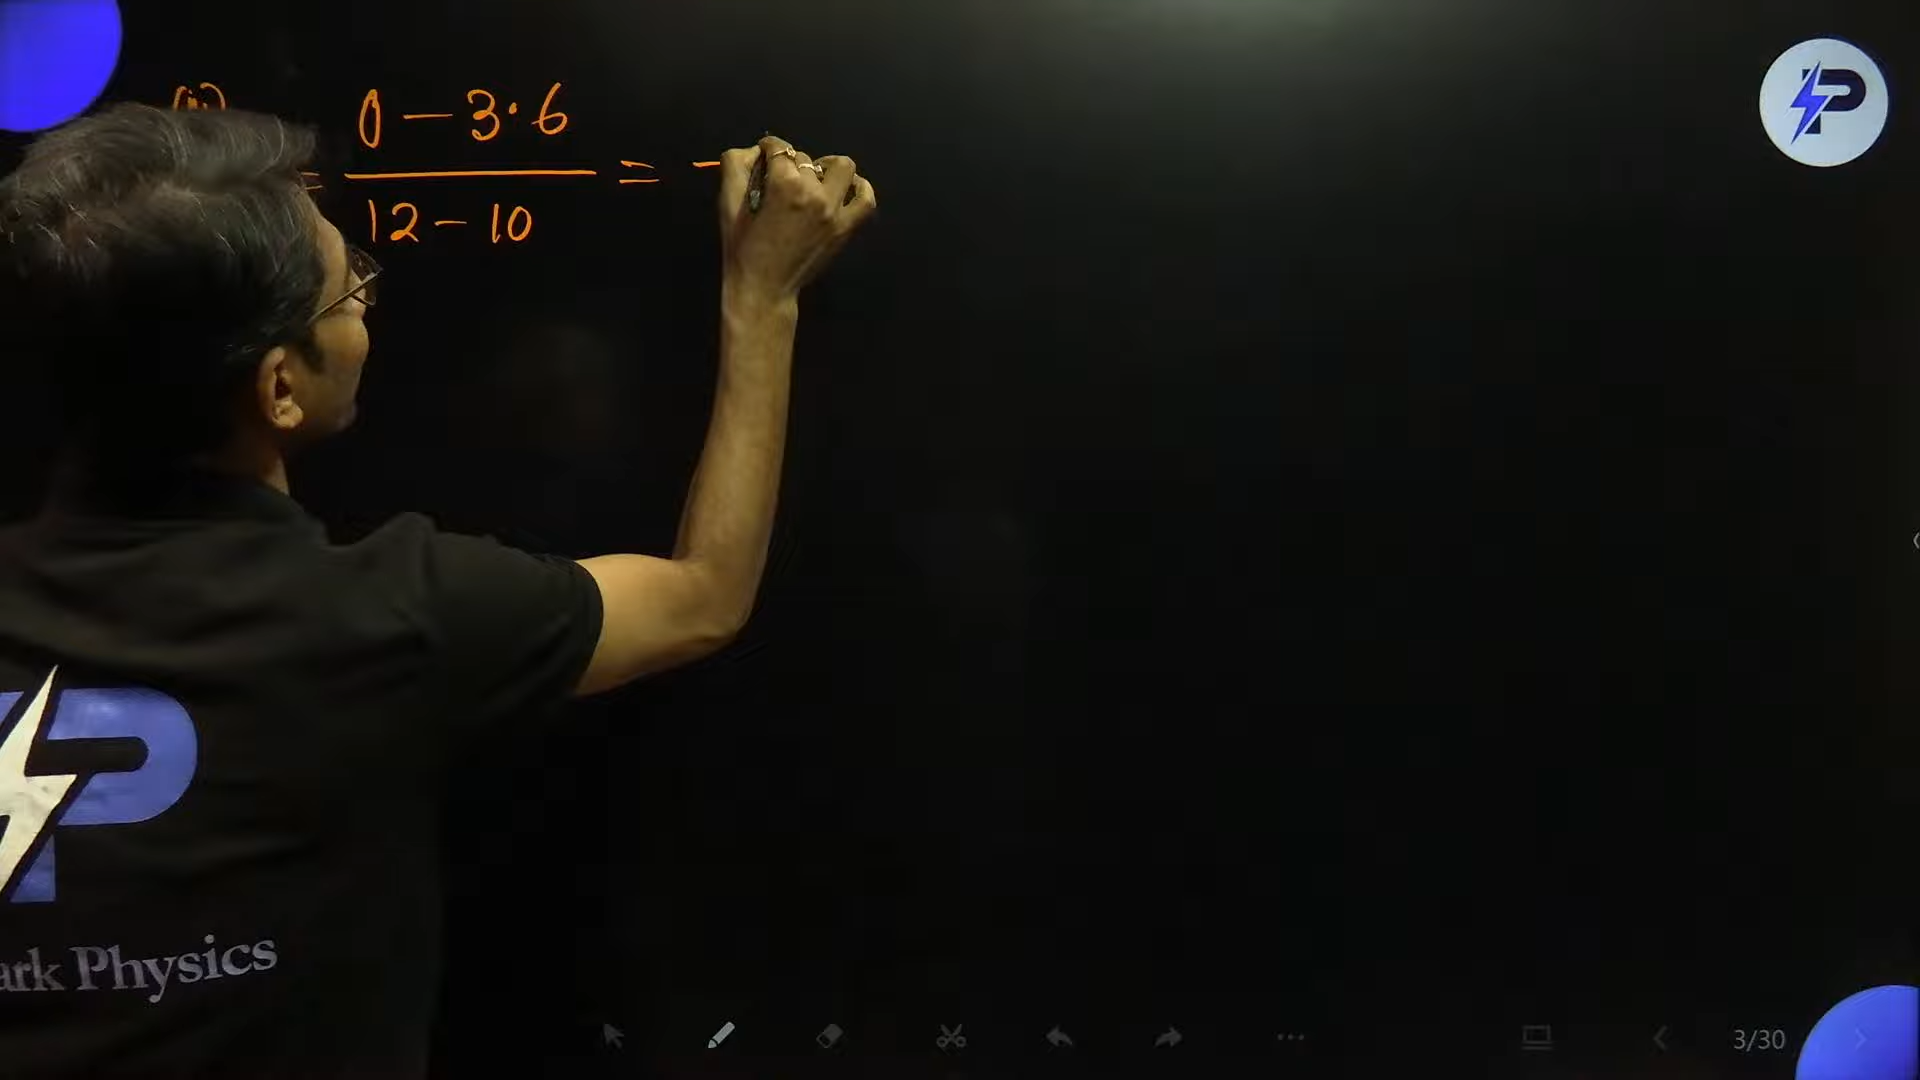 = 0 - 3.6 / 12 - 10 = -
P
P
ark Physics
3/30